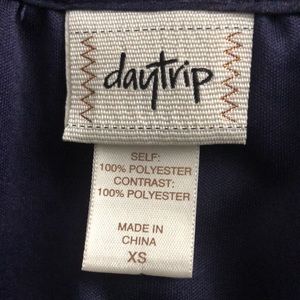 daytrip
SELF:
100% POLYESTER
CONTRAST:
100% POLYESTER
MADE IN
CHINA
XS